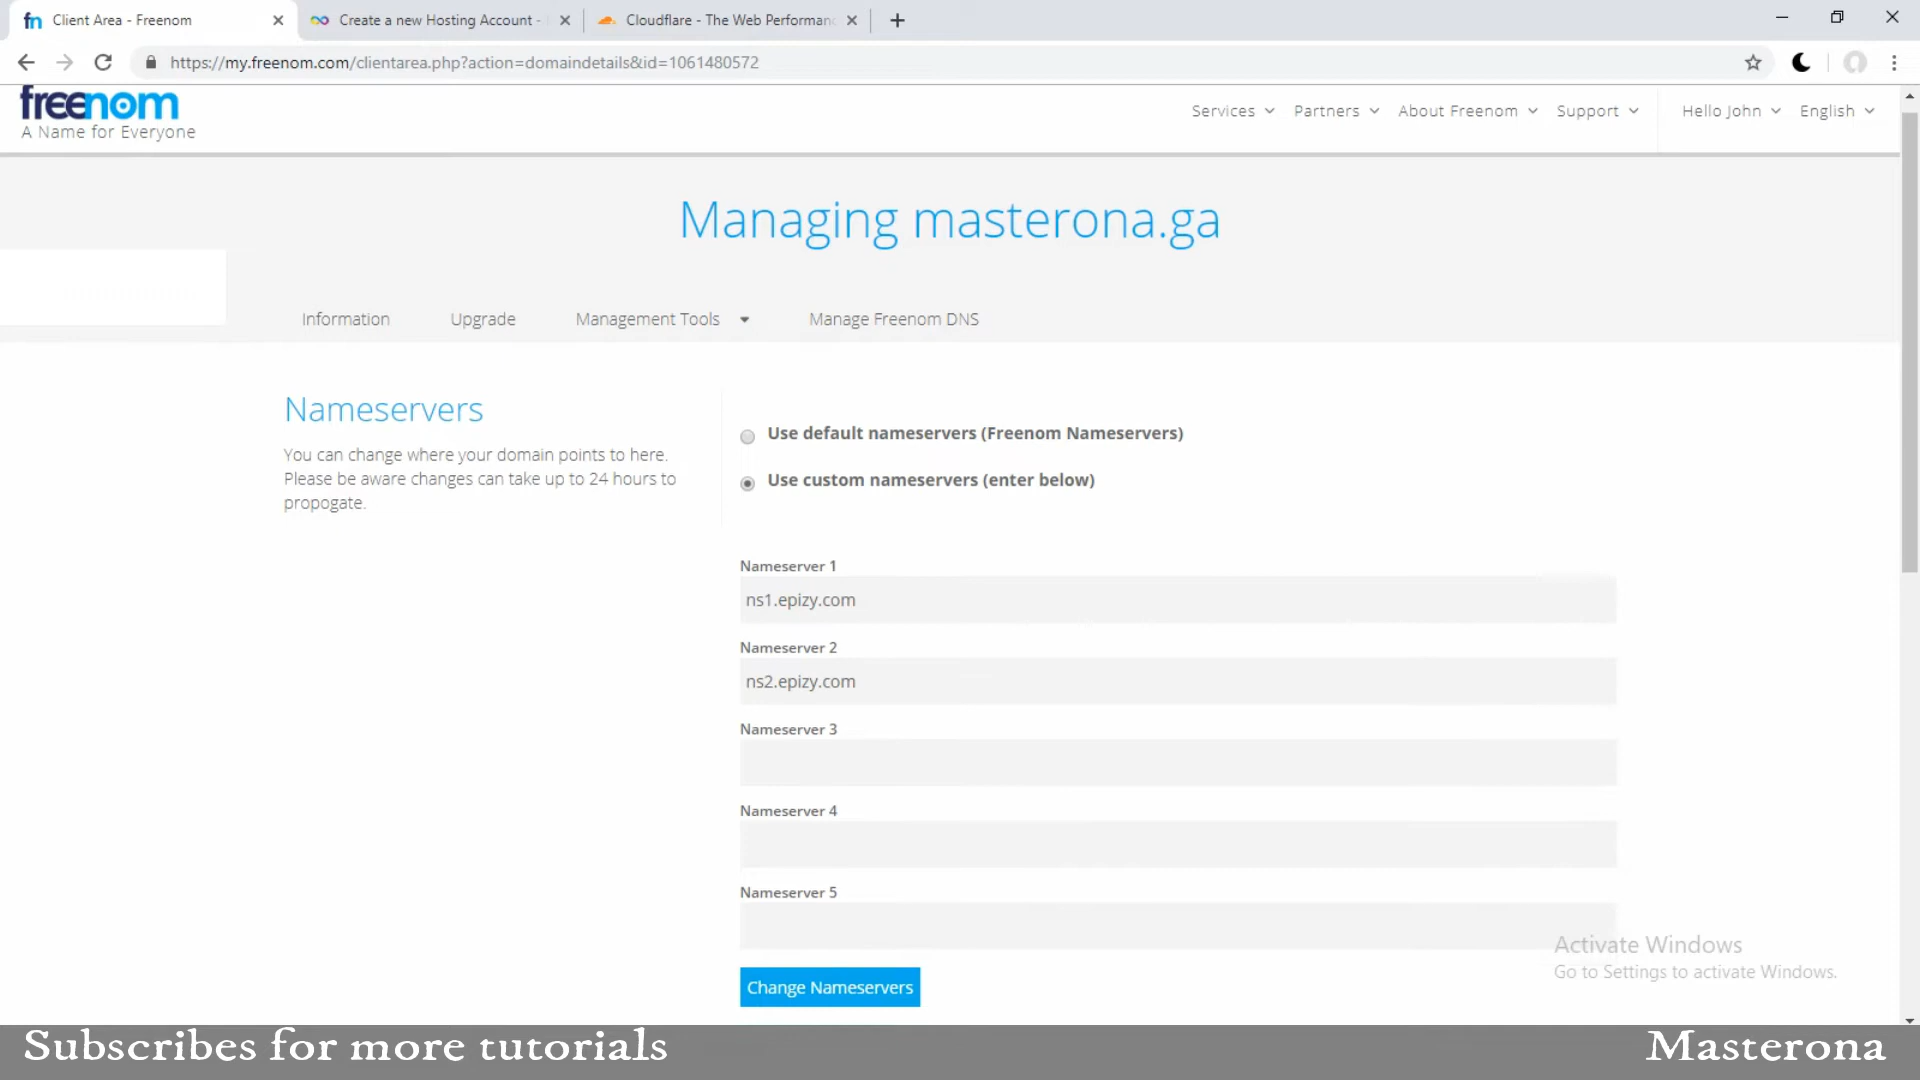 Client Area - Freenom
Create a new Hosting Account -
Cloudflare - The Web Performanc
https://my.freenom.com/clientarea.php?action=domaindetails&id=1061480572
freenom
A Name for Everyone
Services
Partners
About Freenom
Support
Hello John
English
Managing masterona.ga
Information
Upgrade
Management Tools
Manage Freenom DNS
Nameservers
You can change where your domain points to here.
Please be aware changes can take up to 24 hours to
propogate.
Use default nameservers (Freenom Nameservers)
Use custom nameservers (enter below)
Nameserver 1
ns1.epizy.com
Nameserver 2
ns2.epizy.com
Nameserver 3
Nameserver 4
Nameserver 5
Change Nameservers
Activate Windows
Go to Settings to activate Windows.
Subscribes for more tutorials
Masterona